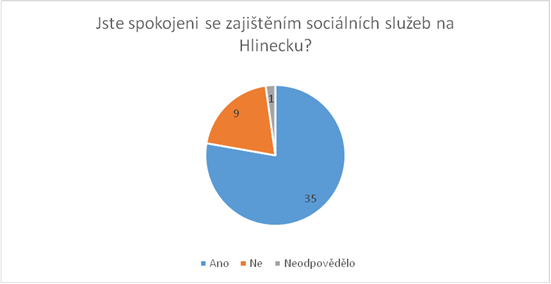 Jste spokojeni se zajištěním sociálních služeb na
Hlinecku?
1
9
35
Ano
Ne
Neodpovědělo